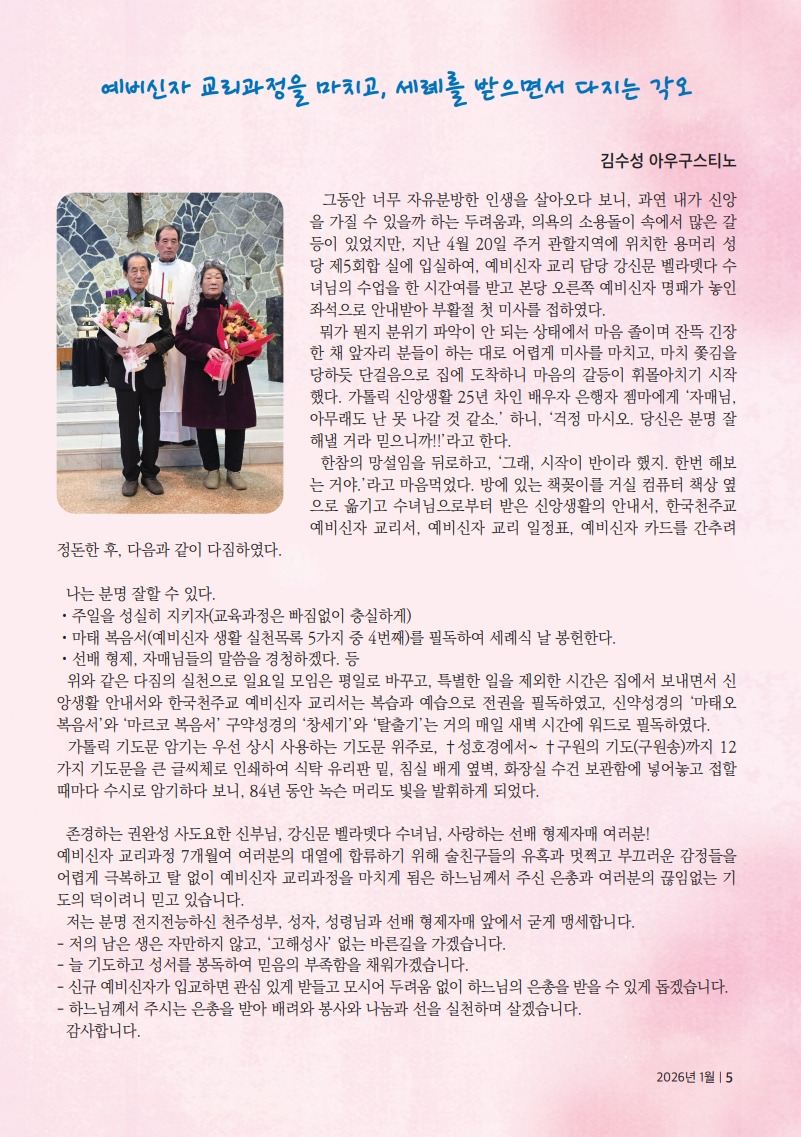 예비신자 교리과정을 마치고, 세례를 받으면서 다지는 각오
김수성 아우구스티노
그동안 너무 자유분방한 인생을 살아오다 보니, 과연 내가 신앙
을 가질 수 있을까 하는 두려움과, 의욕의 소용돌이 속에서 많은 갈
등이 있었지만, 지난 4월 20일 주거 관할지역에 위치한 용머리 성
당 제5회합 실에 입실하여, 예비신자 교리 담당 강신문 벨라뎃다 수
녀님의 수업을 한 시간여를 받고 본당 오른쪽 예비신자 명패가 놓인
좌석으로 안내받아 부활절 첫 미사를 접하였다.
뭐가 뭔지 분위기 파악이 안 되는 상태에서 마음 졸이며 잔뜩 긴장
한 채 앞자리 분들이 하는 대로 어렵게 미사를 마치고, 마치 쫓김을
당하듯 단걸음으로 집에 도착하니 마음의 갈등이 휘몰아치기 시작
했다. 가톨릭 신앙생활 25년 차인 배우자 은행자 젬마에게 ‘자매님,
아무래도 난 못 나갈 것 같소.’ 하니, ‘걱정 마시오. 당신은 분명 잘
해낼 거라 믿으니까!!’라고 한다.
한참의 망설임을 뒤로하고, ‘그래, 시작이 반이라 했지. 한번 해보
는 거야.’라고 마음먹었다. 방에 있는 책꽂이를 거실 컴퓨터 책상 옆
으로 옮기고 수녀님으로부터 받은 신앙생활의 안내서, 한국천주교
예비신자 교리서, 예비신자 교리 일정표, 예비신자 카드를 간추려
정돈한 후, 다음과 같이 다짐하였다.
나는 분명 잘할 수 있다.
• 주일을 성실히 지키자(교육과정은 빠짐없이 충실하게)
• 마태 복음서(예비신자 생활 실천목록 5가지 중 4번째)를 필독하여 세례식 날 봉헌한다.
• 선배 형제, 자매님들의 말씀을 경청하겠다. 등
위와 같은 다짐의 실천으로 일요일 모임은 평일로 바꾸고, 특별한 일을 제외한 시간은 집에서 보내면서 신
앙생활 안내서와 한국천주교 예비신자 교리서는 복습과 예습으로 전권을 필독하였고, 신약성경의 ‘마태오
복음서’와 ‘마르코 복음서’ 구약성경의 ‘창세기’와 ‘탈출기’는 거의 매일 새벽 시간에 워드로 필독하였다.
가톨릭 기도문 암기는 우선 상시 사용하는 기도문 위주로, †성호경에서~ †구원의 기도(구원송)까지 12
가지 기도문을 큰 글씨체로 인쇄하여 식탁 유리판 밑, 침실 배게 옆벽, 화장실 수건 보관함에 넣어놓고 접할
때마다 수시로 암기하다 보니, 84년 동안 녹슨 머리도 빛을 발휘하게 되었다.
존경하는 권완성 사도요한 신부님, 강신문 벨라뎃다 수녀님, 사랑하는 선배 형제자매 여러분!
예비신자 교리과정 7개월여 여러분의 대열에 합류하기 위해 술친구들의 유혹과 멋쩍고 부끄러운 감정들을
어렵게 극복하고 탈 없이 예비신자 교리과정을 마치게 됨은 하느님께서 주신 은총과 여러분의 끊임없는 기
도의 덕이려니 믿고 있습니다.
저는 분명 전지전능하신 천주성부, 성자, 성령님과 선배 형제자매 앞에서 굳게 맹세합니다.
- 저의 남은 생은 자만하지 않고, ‘고해성사’ 없는 바른길을 가겠습니다.
- 늘 기도하고 성서를 봉독하여 믿음의 부족함을 채워가겠습니다.
- 신규 예비신자가 입교하면 관심 있게 받들고 모시어 두려움 없이 하느님의 은총을 받을 수 있게 돕겠습니다.
- 하느님께서 주시는 은총을 받아 배려와 봉사와 나눔과 선을 실천하며 살겠습니다.
감사합니다.
2026년 1월 | 5